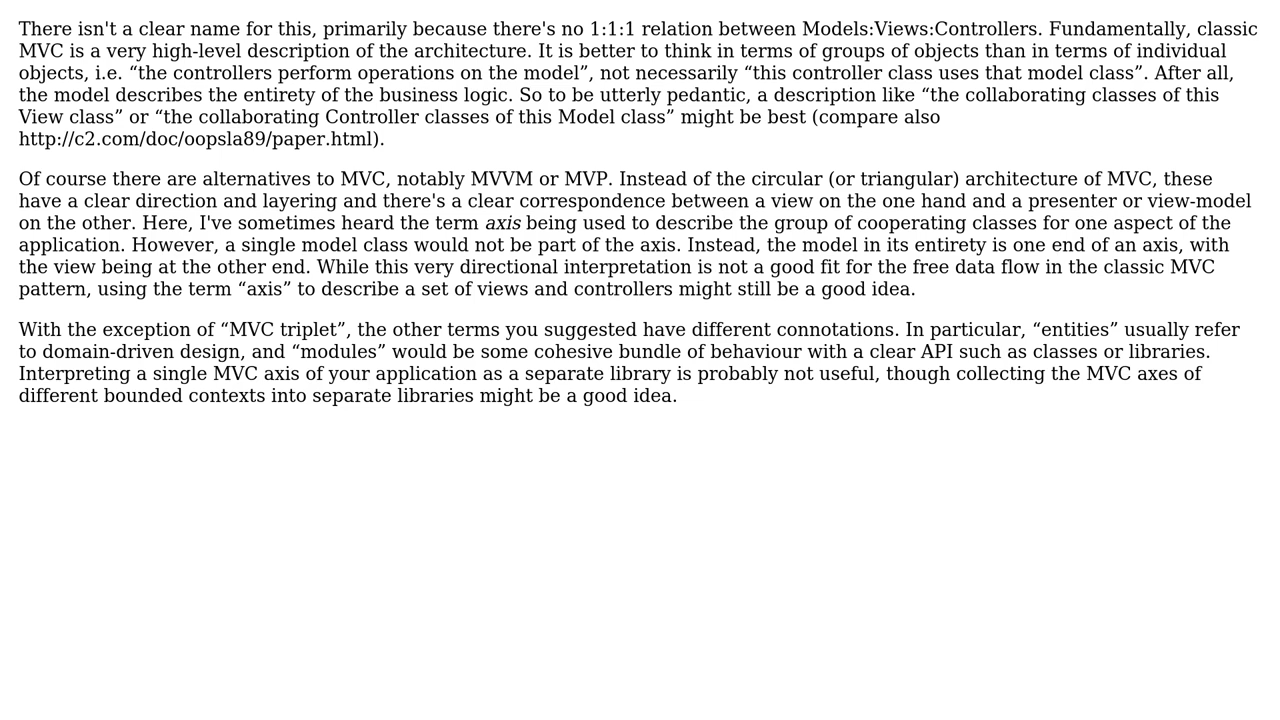 There isn't a clear name for this, primarily because there's no 1:1:1 relation between Models:Views:Controllers. Fundamentally, classic
MVC is a very high-level description of the architecture. It is better to think in terms of groups of objects than in terms of individual
objects, i.e. “the controllers perform operations on the model”, not necessarily “this controller class uses that model class”. After all,
the model describes the entirety of the business logic. So to be utterly pedantic, a description like “the collaborating classes of this
View class” or “the collaborating Controller classes of this Model class” might be best (compare also
http://c2.com/doc/oopsla89/paper.html).
Of course there are alternatives to MVC, notably MVVM or MVP. Instead of the circular (or triangular) architecture of MVC, these
have a clear direction and layering and there's a clear correspondence between a view on the one hand and a presenter or view-model
on the other. Here, I've sometimes heard the term axis being used to describe the group of cooperating classes for one aspect of the
application. However, a single model class would not be part of the axis. Instead, the model in its entirety is one end of an axis, with
the view being at the other end. While this very directional interpretation is not a good fit for the free data flow in the classic MVC
pattern, using the term “axis” to describe a set of views and controllers might still be a good idea.
With the exception of “MVC triplet”, the other terms you suggested have different connotations. In particular, “entities” usually refer
to domain-driven design, and “modules” would be some cohesive bundle of behaviour with a clear API such as classes or libraries.
Interpreting a single MVC axis of your application as a separate library is probably not useful, though collecting the MVC axes of
different bounded contexts into separate libraries might be a good idea.